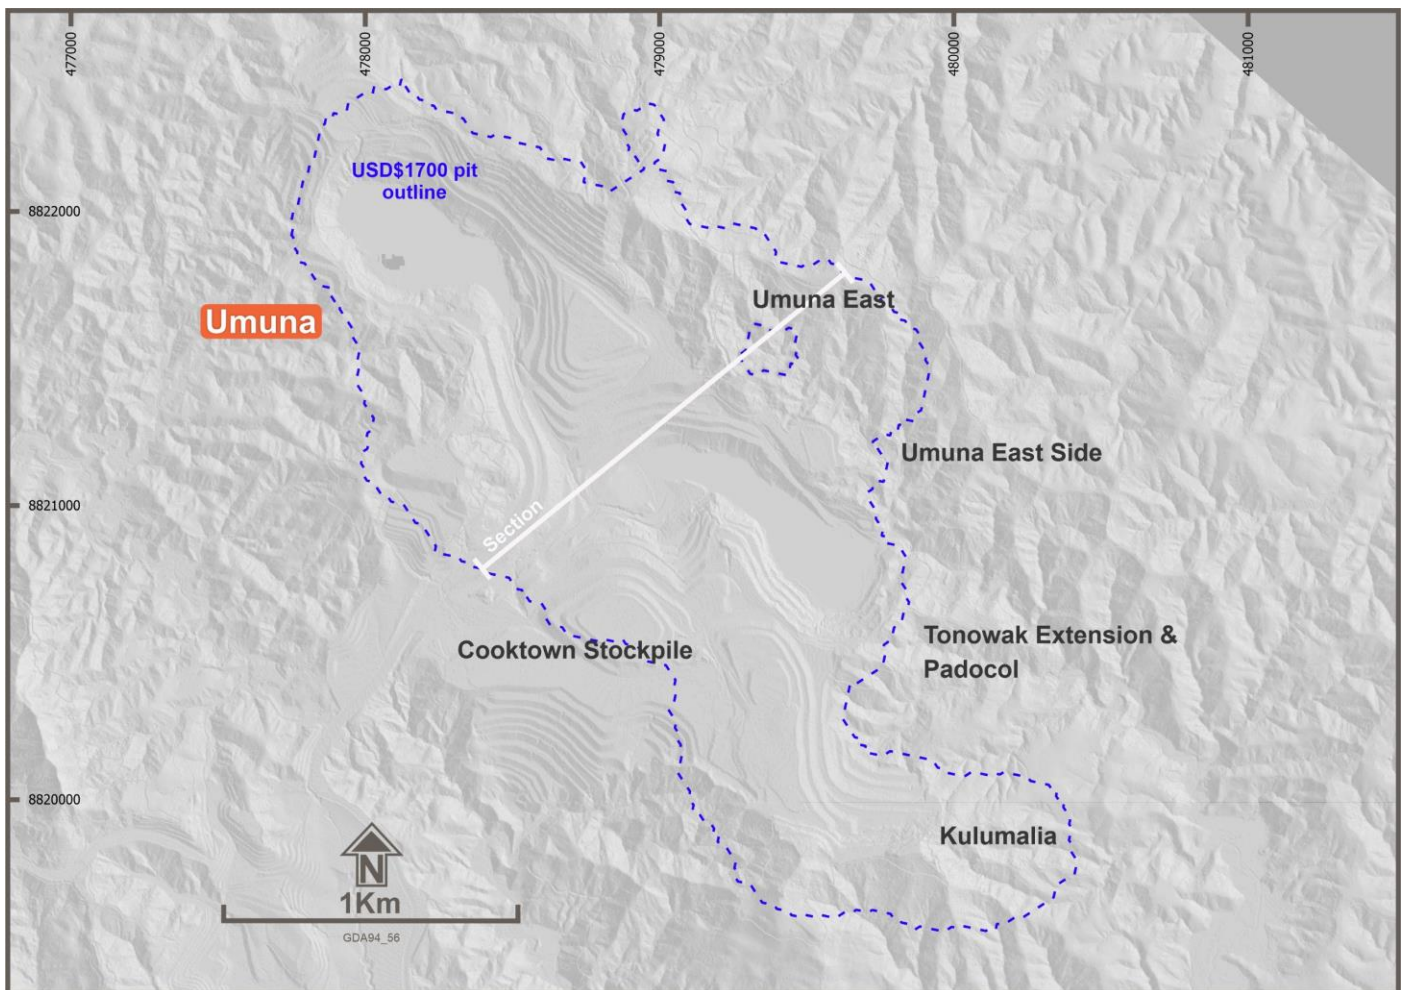 477000
478000
479000
480000
481000
USD$1700 pit
outline
8822000
Umuna East
Umuna
Umuna East Side
8821000
Section
Tonowak Extension &
Padocol
Cooktown Stockpile
8820000
Kulumalia
N
1Km
GDA94_56